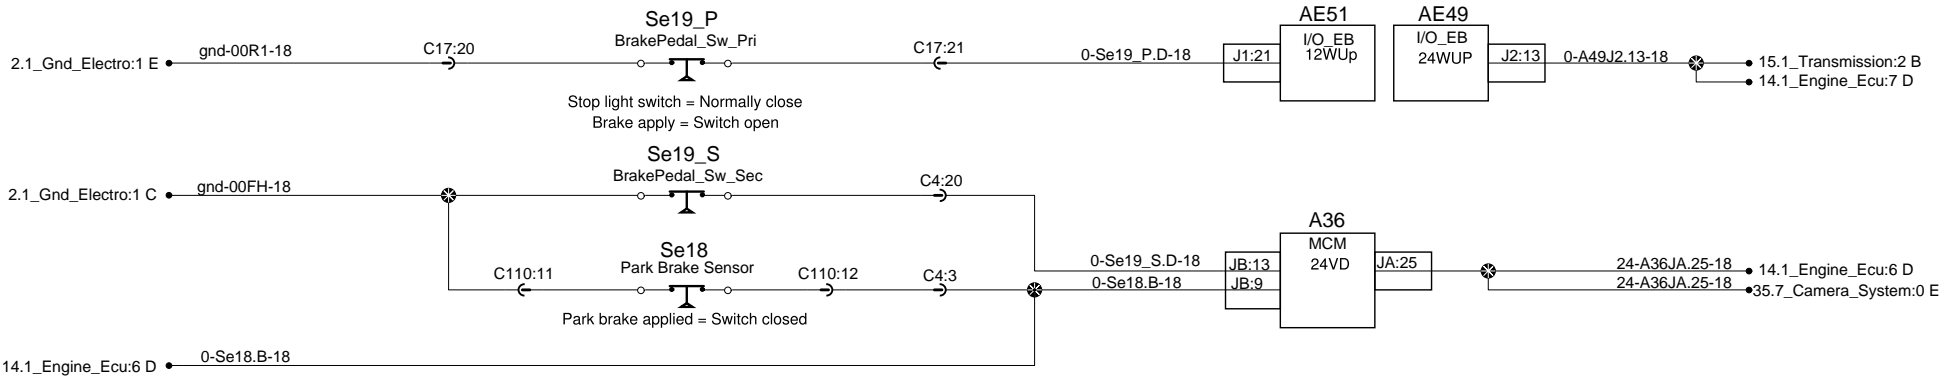 Se19_P
BrakePedal_Sw_Pri
AE51
AE49
I/O_EB
12WUp
I/O_EB
24WUP
2.1_Gnd_Electro:1 E
gnd-00R1-18
C17:20
C17:21
0-Se19_P.D-18
J1:21
J2:13
0-A49J2.13-18
15.1_Transmission:2 B
14.1_Engine_Ecu:7 D
Stop light switch = Normally close
Brake apply = Switch open
Se19_S
BrakePedal_Sw_Sec
2.1_Gnd_Electro:1 C
gnd-00FH-18
C4:20
A36
MCM
24VD
Se18
Park Brake Sensor
C110:11
C110:12
C4:3
0-Se19_S.D-18
JB:13
0-Se18.B-18
JB:9
JA:25
24-A36JA.25-18
14.1_Engine_Ecu:6 D
24-A36JA.25-18
35.7_Camera_System:0 E
Park brake applied = Switch closed
14.1_Engine_Ecu:6 D
0-Se18.B-18